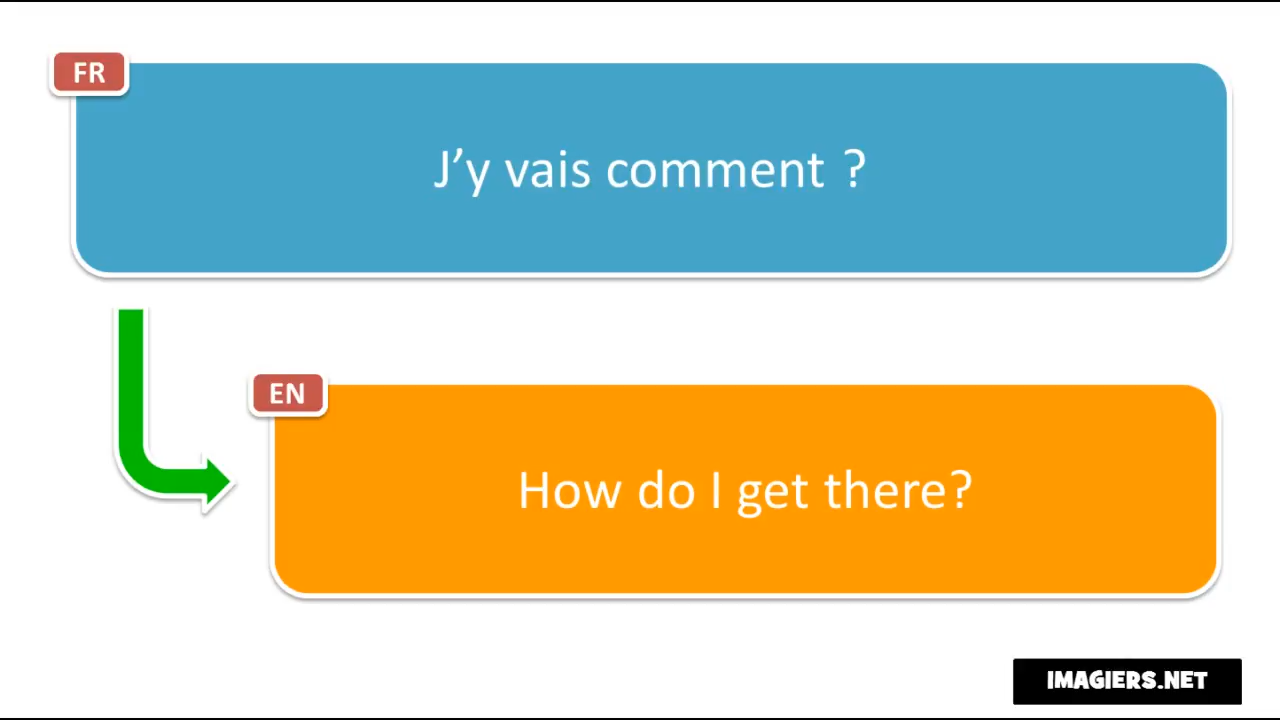 FR
J’y vais comment ?
EN
How do I get there?
IMAGIERS.NET